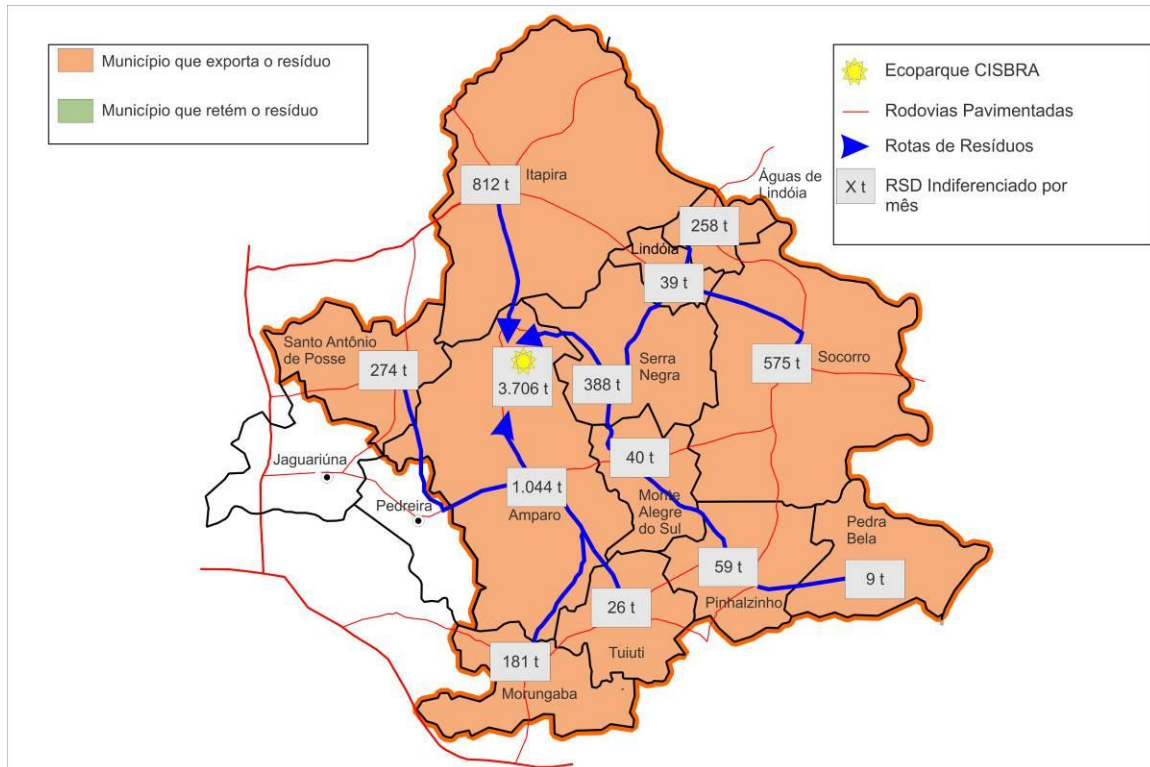 Município que exporta o resíduo
Município que retém o resíduo
Ecoparque CISBRA
Rodovias Pavimentadas
Rotas de Resíduos
X t
RSD Indiferenciado por
mês
812 t
Itapira
Águas de
Lindóia
258 t
Lindóia
39 t
Santo Antônio
de Posse
274 t
3.706 t
388 t
Serra
Negra
575 t
Socorro
Jaguariúna
Pedreira
1.044 t
Amparo
40 t
Monte
Alegre
do Sul
Pedra
Bela
59 t
9 t
Pinhalzinho
26 t
Tuiuti
181 t
Morungaba